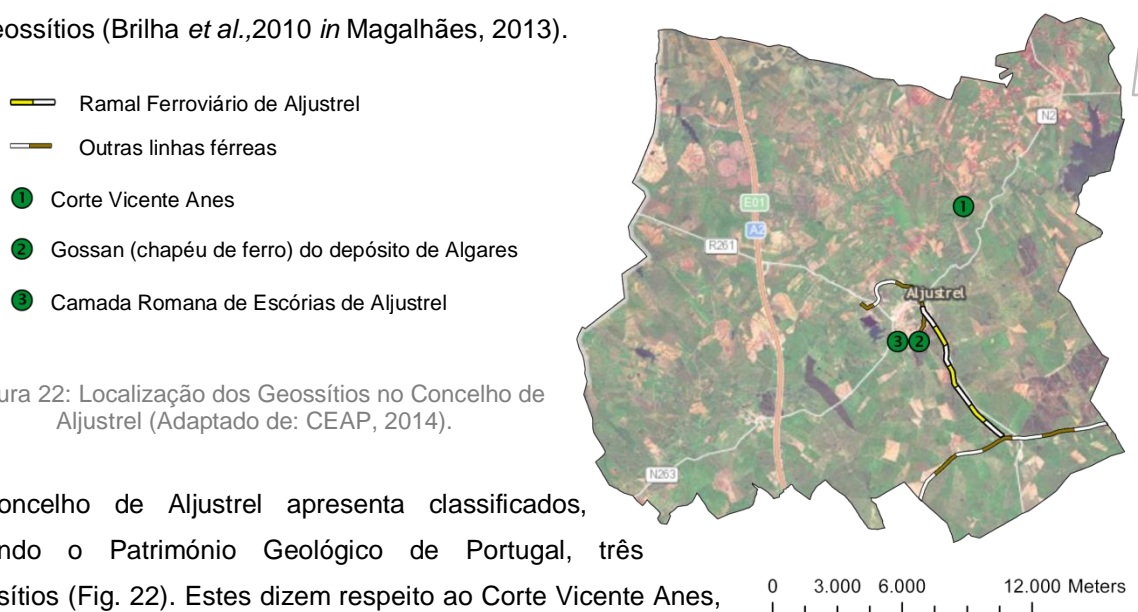 eossítios (Brilha et al.,2010 in Magalhães, 2013).
Ramal Ferroviário de Aljustrel
Outras linhas férreas
1 Corte Vicente Anes
2 Gossan (chapéu de ferro) do depósito de Algares
3 Camada Romana de Escórias de Aljustrel
ura 22: Localização dos Geossítios no Concelho de
Aljustrel (Adaptado de: CEAP, 2014).
oncelho de Aljustrel apresenta classificados,
ndo o Património Geológico de Portugal, três
sítios (Fig. 22). Estes dizem respeito ao Corte Vicente Anes,
N2
1
E01
A2
R261
Aljustrel
3 2
N263
0 3.000 6.000 12.000 Meters